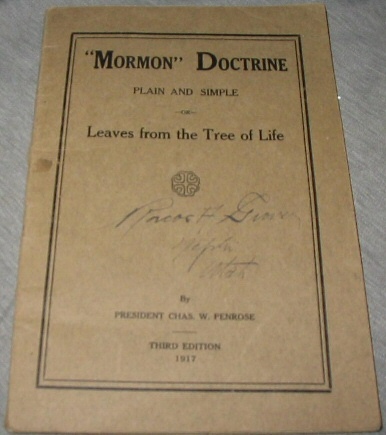 "MORMON" DOCTRINE
PLAIN AND SIMPLE
—OR—
Leaves from the Tree of Life
Utah
By
PRESIDENT CHAS. W. PENROSE
THIRD EDITION
1917